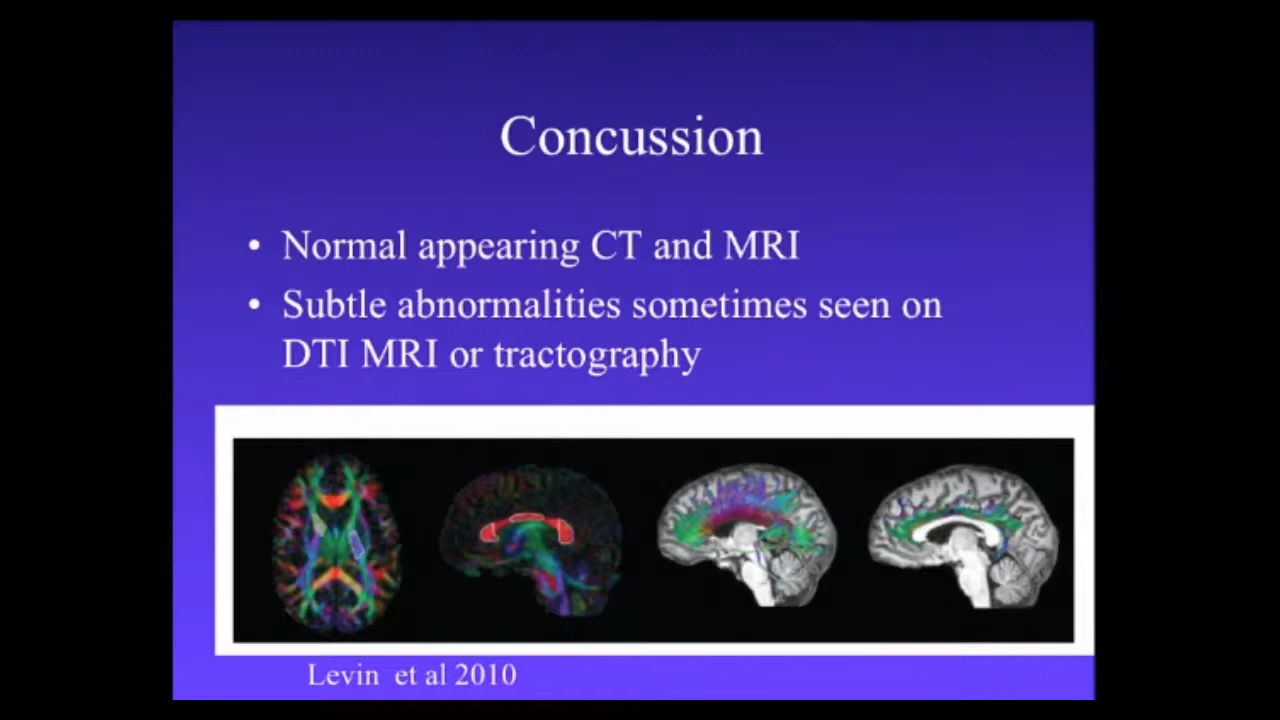 Concussion
• Normal appearing CT and MRI
• Subtle abnormalities sometimes seen on
DTI MRI or tractography
Levin et al 2010